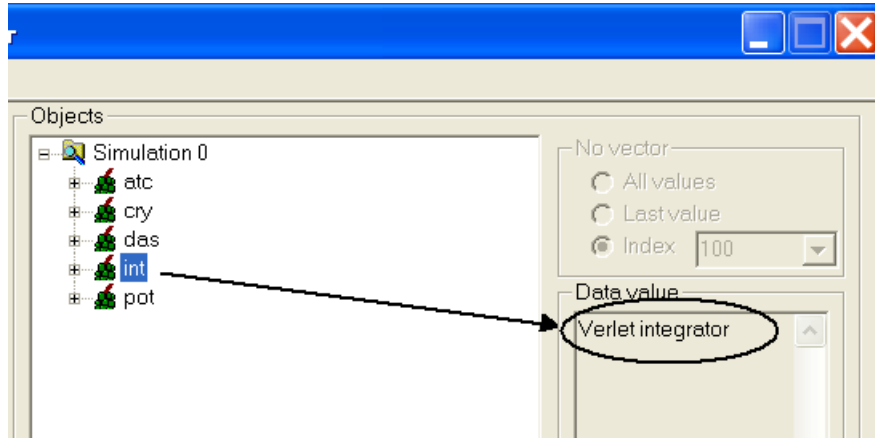 Objects
Simulation 0
atc
cry
das
int
pot
No vector
All values
Last value
Index 100
Data value
Verlet integrator